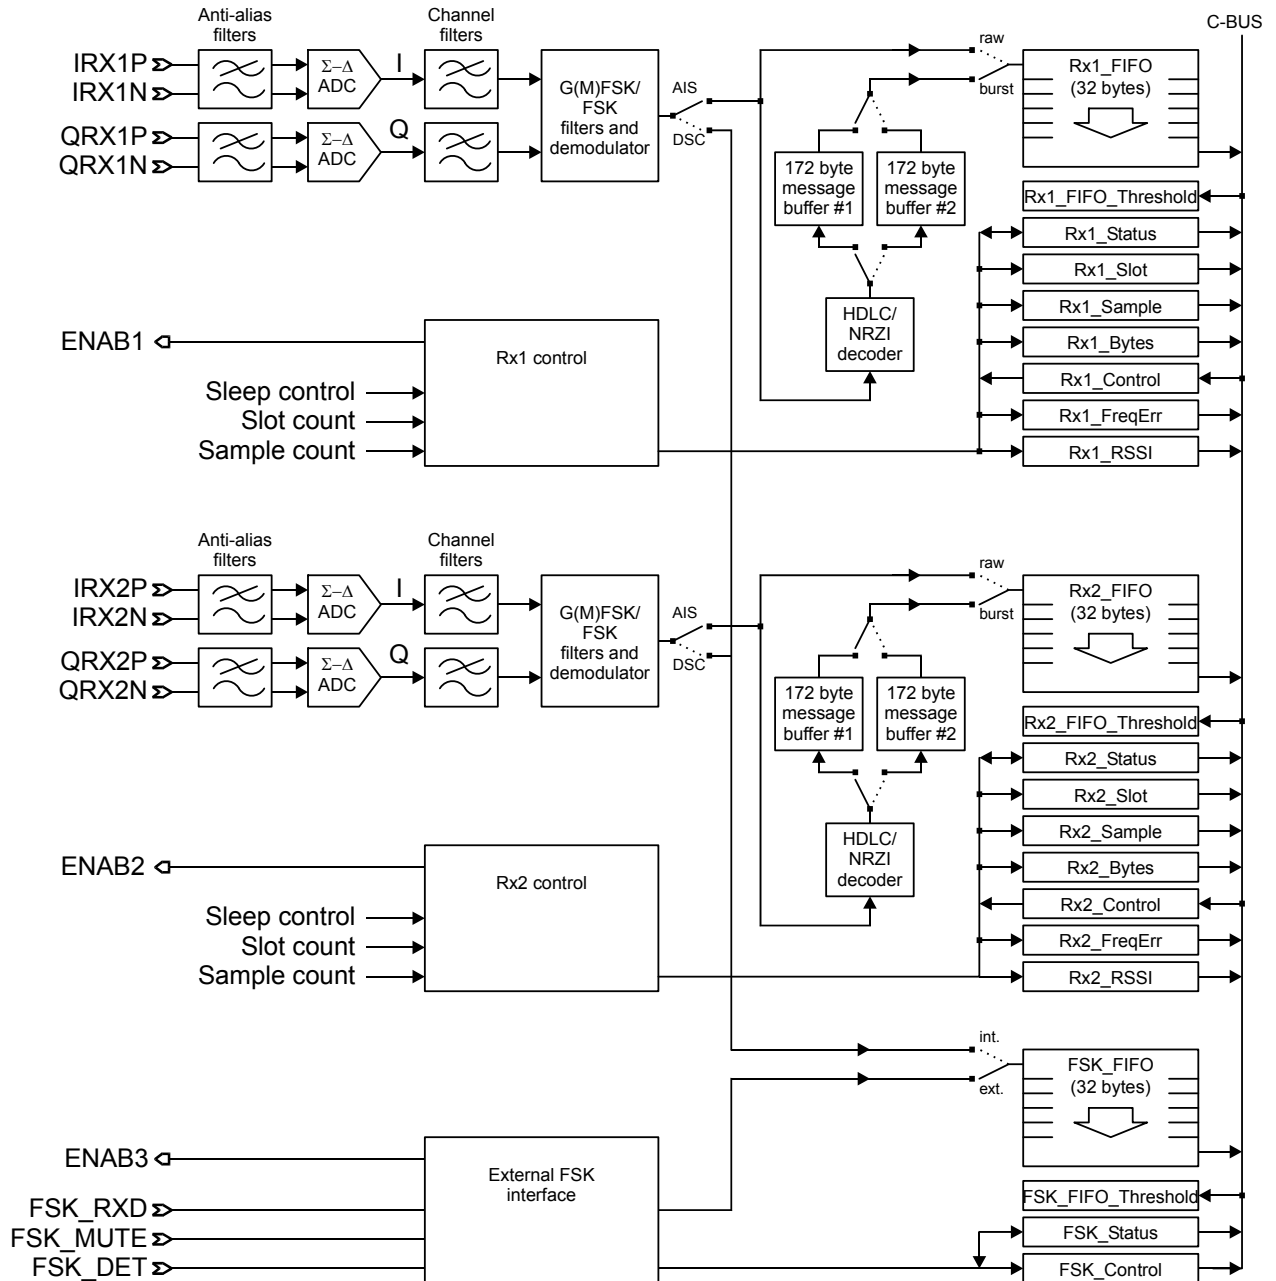 Anti-alias
filters
Channel
filters
C-BUS
IRX1P
IRX1N
QRX1P
QRX1N
Σ–Δ
ADC
Σ–Δ
ADC
I
Q
G(M)FSK/
FSK
filters and
demodulator
AIS
DSC
raw
burst
172 byte
message
buffer #1
172 byte
message
buffer #2
HDLC/
NRZI
decoder
Rx1_FIFO
(32 bytes)
Rx1_FIFO_Threshold
Rx1_Status
Rx1_Slot
Rx1_Sample
Rx1_Bytes
Rx1_Control
Rx1_FreqErr
Rx1_RSSI
ENAB1
Rx1 control
Sleep control
Slot count
Sample count
Anti-alias
filters
Channel
filters
IRX2P
IRX2N
QRX2P
QRX2N
Σ–Δ
ADC
Σ–Δ
ADC
I
Q
G(M)FSK/
FSK
filters and
demodulator
AIS
DSC
raw
burst
172 byte
message
buffer #1
172 byte
message
buffer #2
HDLC/
NRZI
decoder
Rx2_FIFO
(32 bytes)
Rx2_FIFO_Threshold
Rx2_Status
Rx2_Slot
Rx2_Sample
Rx2_Bytes
Rx2_Control
Rx2_FreqErr
Rx2_RSSI
ENAB2
Rx2 control
Sleep control
Slot count
Sample count
int.
ext.
FSK_FIFO
(32 bytes)
FSK_FIFO_Threshold
FSK_Status
FSK_Control
ENAB3
FSK_RXD
FSK_MUTE
FSK_DET
External FSK
interface